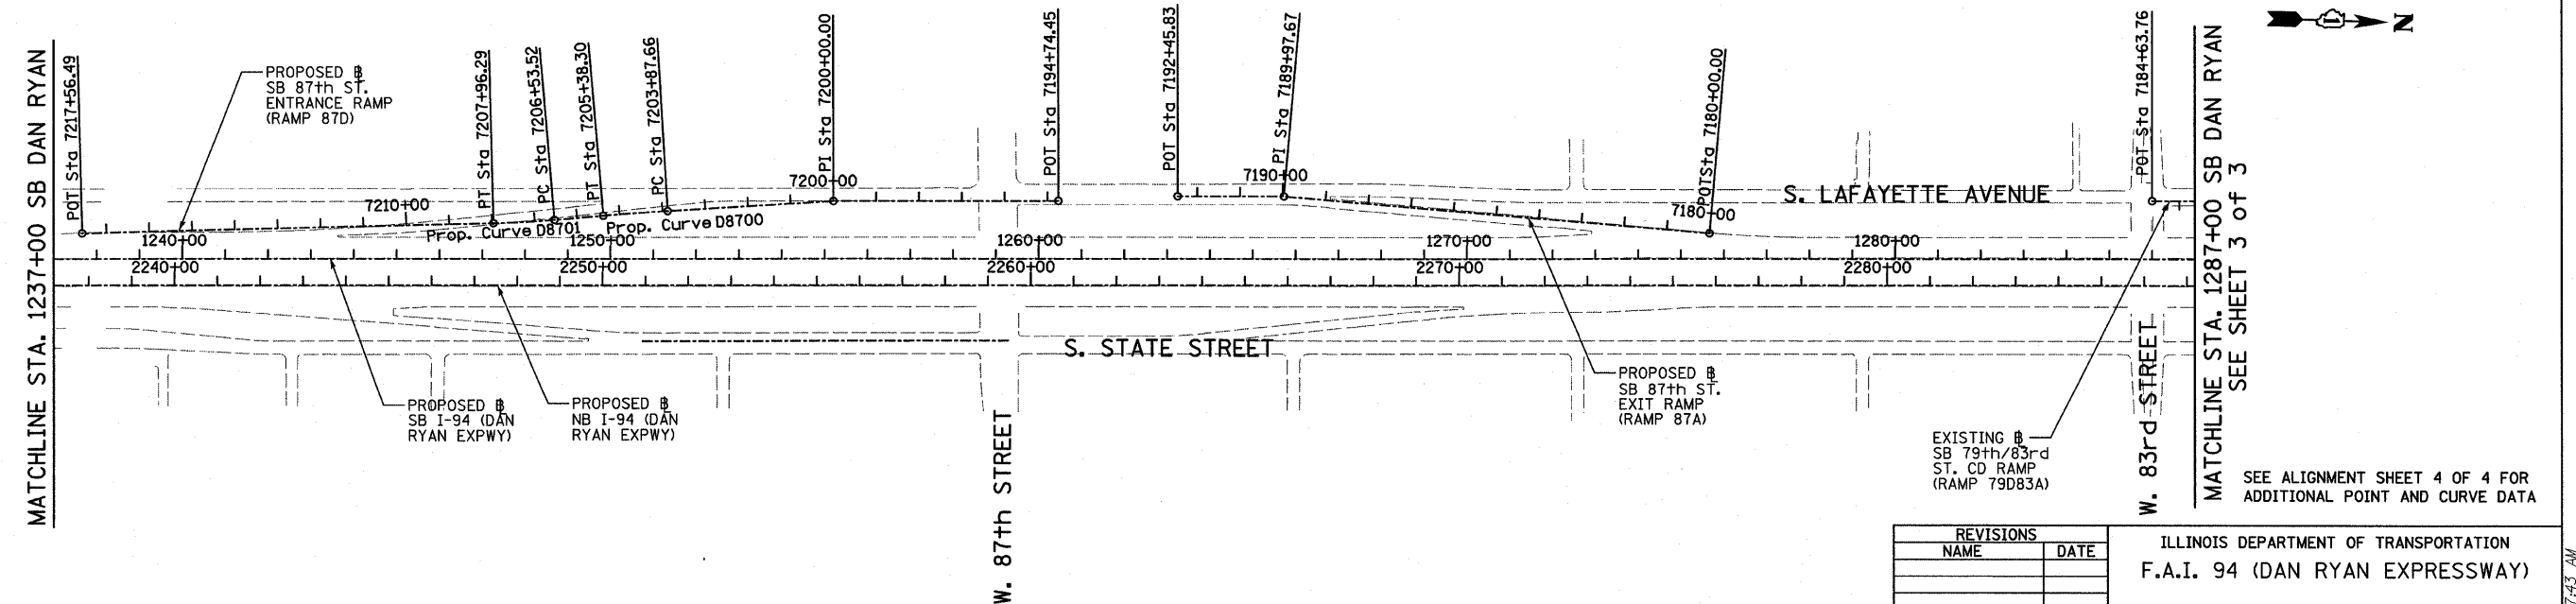 MATCHLINE STA. 1237+00 SB DAN RYAN
POT Sta 7217+56.49
PROPOSED ℄
SB 87th ST.
ENTRANCE RAMP
(RAMP 87D)
PT Sta 7207+96.29
PC Sta 7206+53.52
PT Sta 7205+38.30
PC Sta 7203+87.66
PI Sta 7200+00.00
POT Sta 7194+74.45
POT Sta 7192+45.83
PI Sta 7189+97.67
POTSta 7180+00.00
POT Sta 7184+63.76
MATCHLINE STA. 1287+00 SB DAN RYAN
SEE SHEET 3 of 3
N
7210+00
7200+00
7190+00
7180+00
S. LAFAYETTE AVENUE
Prop. Curve D8701
Prop. Curve D8700
1240+00
1250+00
1260+00
1270+00
1280+00
2240+00
2250+00
2260+00
2270+00
2280+00
S. STATE STREET
PROPOSED ℄
SB I-94 (DAN
RYAN EXPWY)
PROPOSED ℄
NB I-94 (DAN
RYAN EXPWY)
W. 87th STREET
PROPOSED ℄
SB 87th ST.
EXIT RAMP
(RAMP 87A)
EXISTING ℄
SB 79th/83rd
ST. CD RAMP
(RAMP 79D83A)
W. 83rd STREET
SEE ALIGNMENT SHEET 4 OF 4 FOR
ADDITIONAL POINT AND CURVE DATA
REVISIONS
NAME DATE
ILLINOIS DEPARTMENT OF TRANSPORTATION
F.A.I. 94 (DAN RYAN EXPRESSWAY)